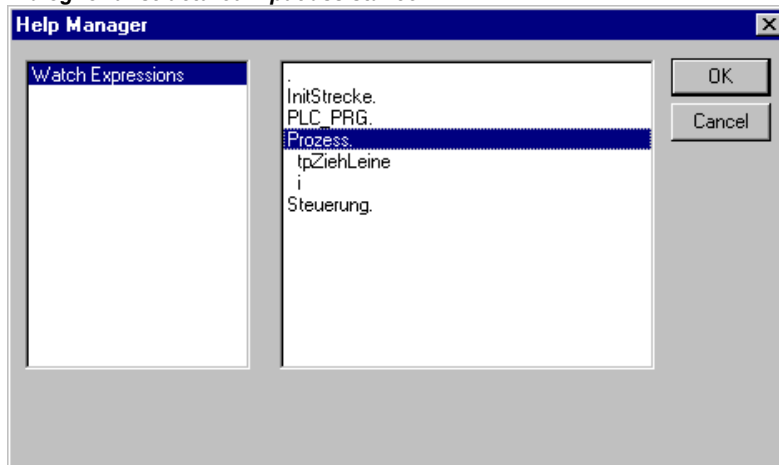 Help Manager
Watch Expressions
.
InitStrecke.
PLC_PRG.
Prozess.
tpZiehLeine
i
Steuerung.
OK
Cancel